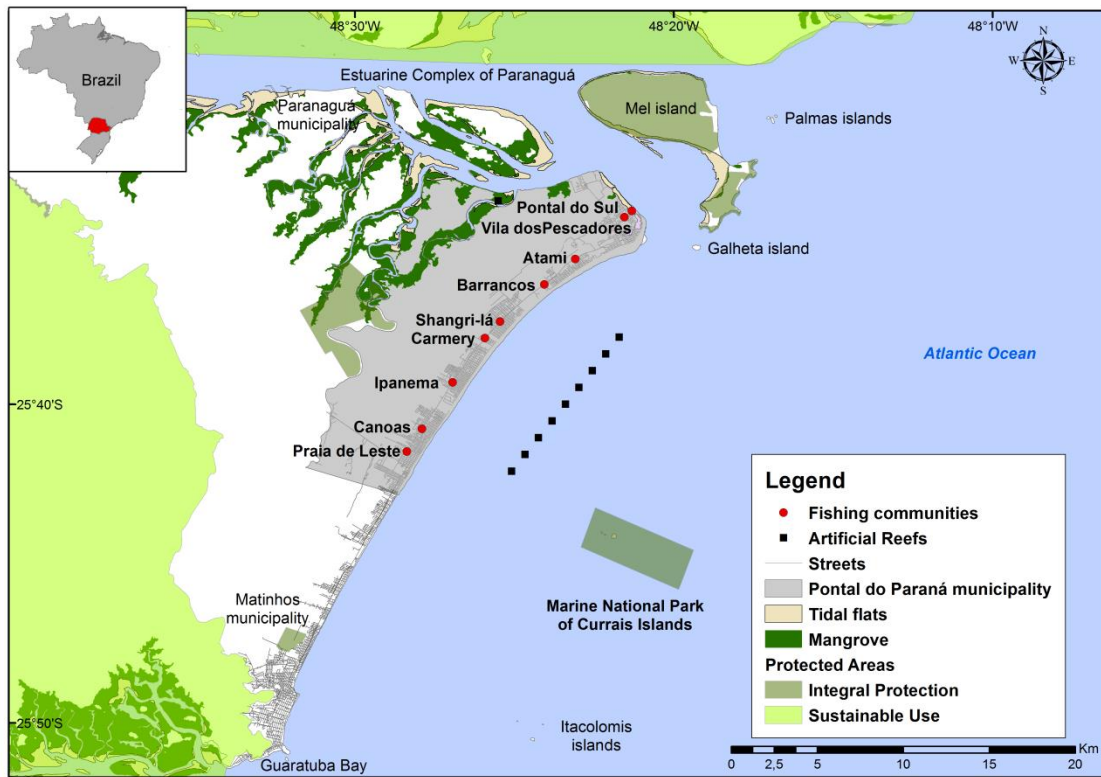 48°30'W
48°20'W
48°10'W
Brazil
Estuarine Complex of Paranaguá
Paranaguá
municipality
Mel island
Palmas islands
N
W
E
S
Pontal do Sul
Vila dosPescadores
Galheta island
Atami
Barrancos
Shangri-lá
Carmery
Atlantic Ocean
Ipanema
25°40'S
Canoas
Praia de Leste
Legend
Fishing communities
Artificial Reefs
Streets
Pontal do Paraná municipality
Tidal flats
Mangrove
Protected Areas
Integral Protection
Sustainable Use
Matinhos
municipality
Marine National Park
of Currais Islands
25°50'S
Itacolomis
islands
Guaratuba Bay
Km
0 2,5 5 10 15 20